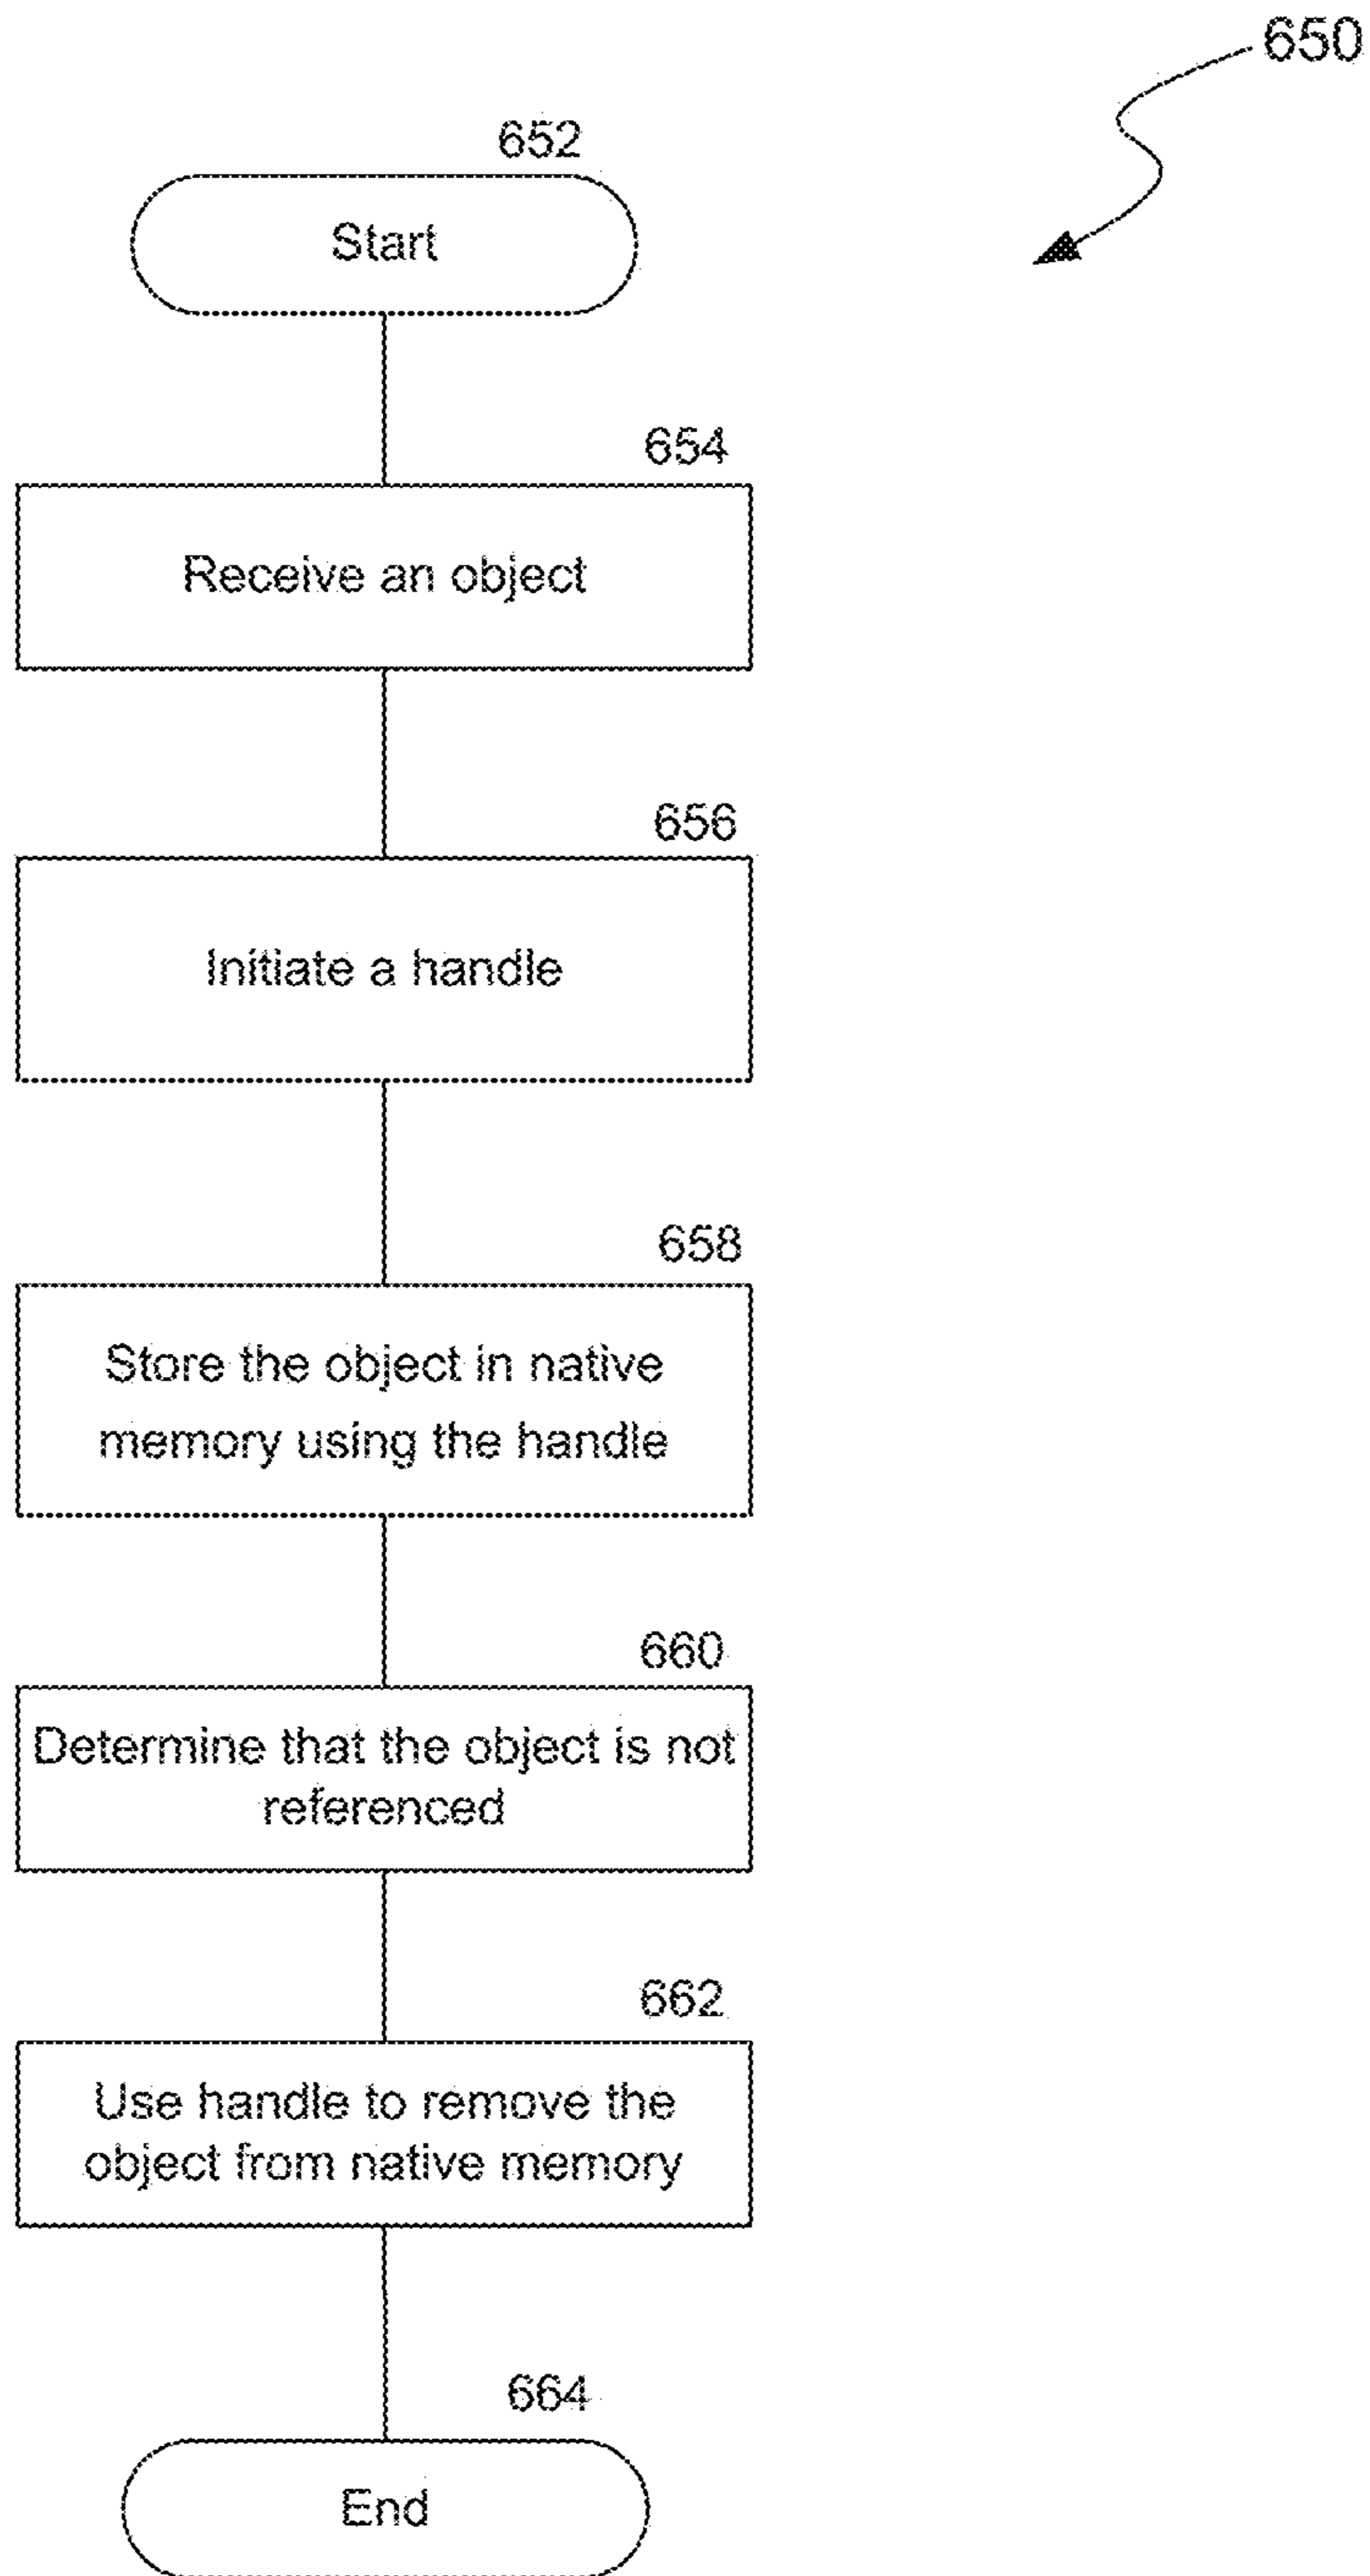 650
652
Start
654
Receive an object
656
Initiate a handle
658
Store the object in native
memory using the handle
660
Determine that the object is not
referenced
662
Use handle to remove the
object from native memory
664
End